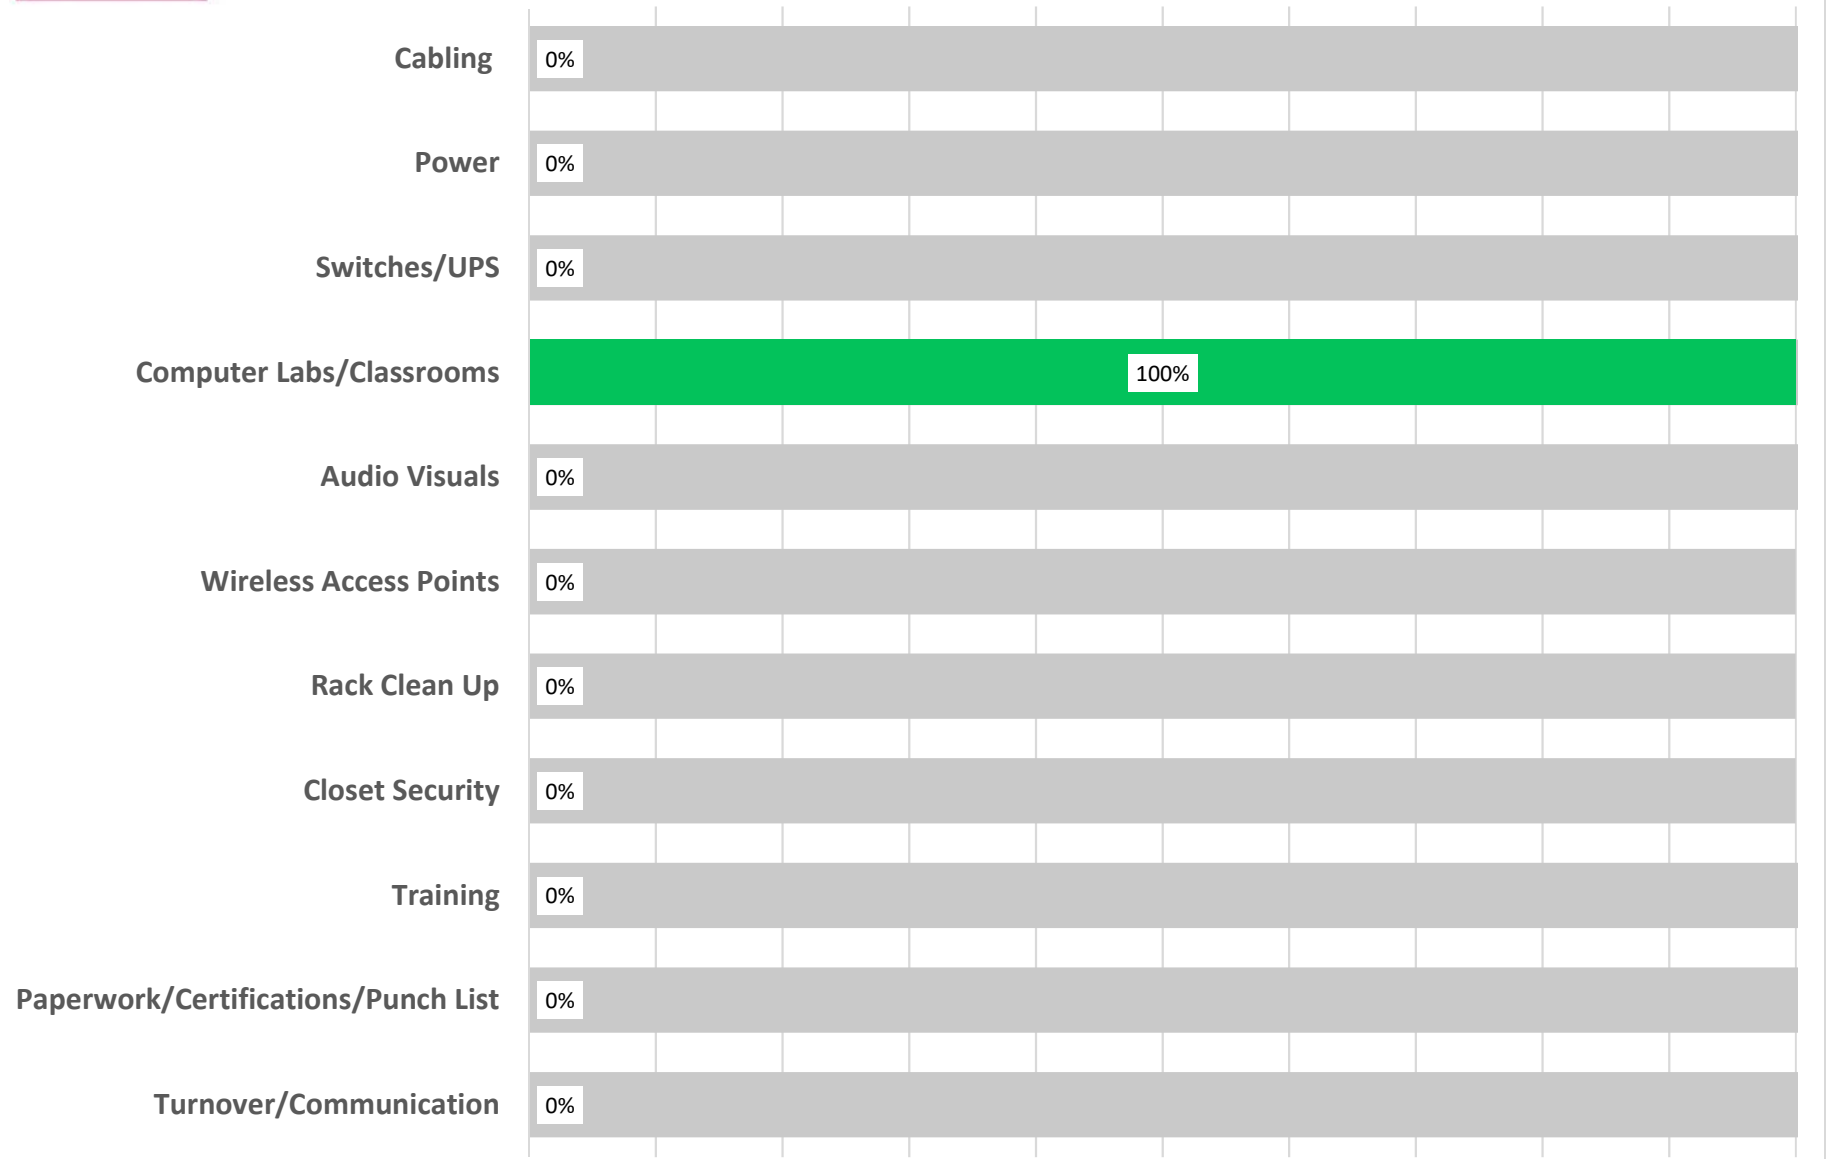 Cabling 0%
Power 0%
Switches/UPS 0%
Computer Labs/Classrooms 100%
Audio Visuals 0%
Wireless Access Points 0%
Rack Clean Up 0%
Closet Security 0%
Training 0%
Paperwork/Certifications/Punch List 0%
Turnover/Communication 0%